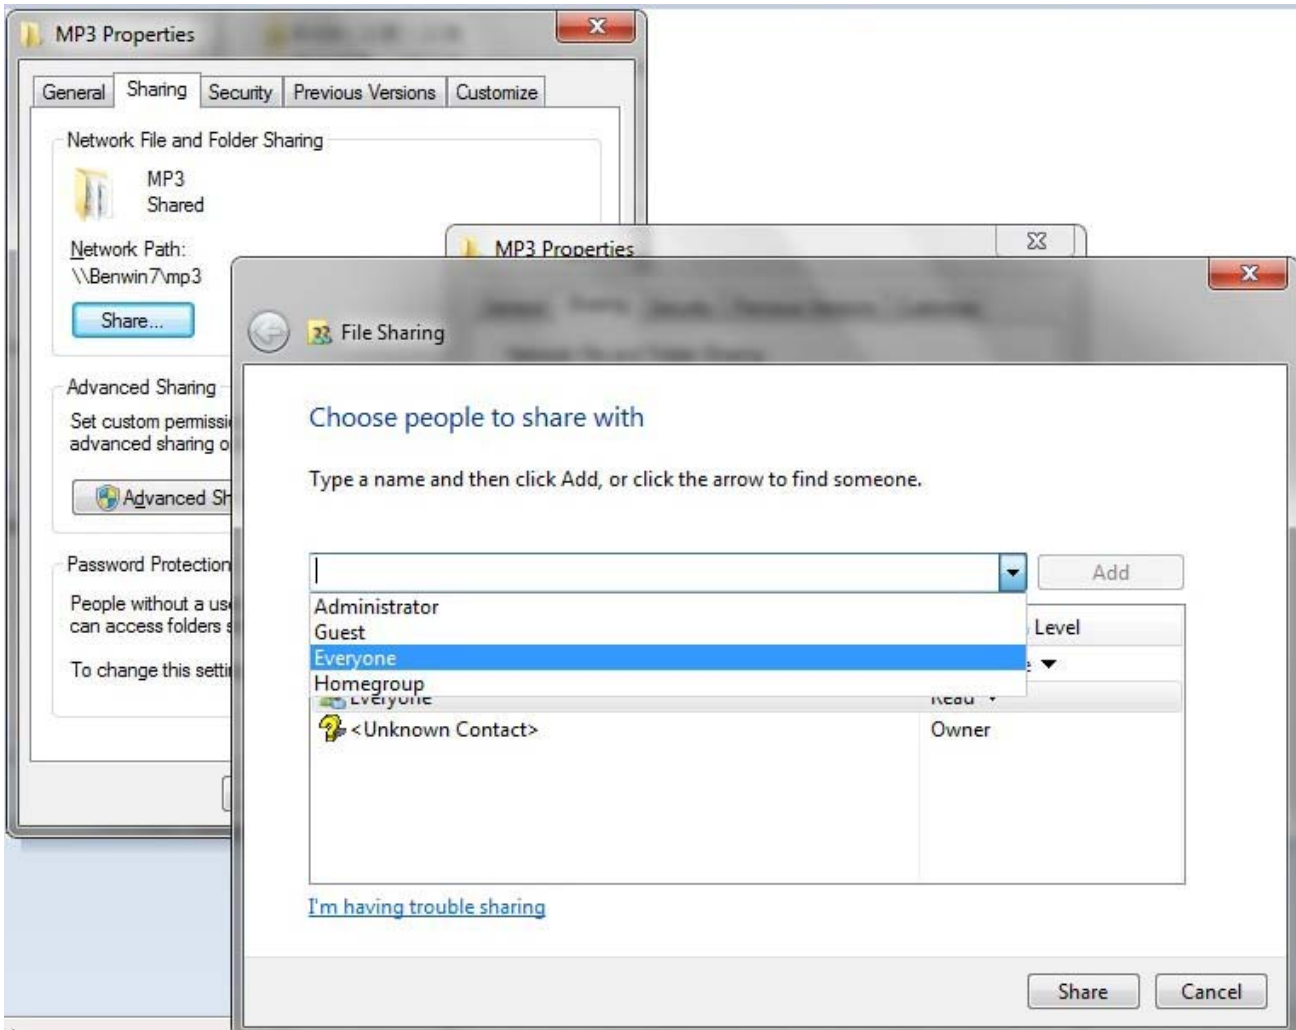 MP3 Properties
General Sharing Security Previous Versions Customize
Network File and Folder Sharing
MP3
Shared
Network Path:
\\Benwin7\mp3
Share...
Advanced Sharing
Set custom permissi
advanced sharing o
Advanced Sh
Password Protection
People without a use
can access folders s
To change this settin
MP3 Properties
File Sharing
Choose people to share with
Type a name and then click Add, or click the arrow to find someone.
Add
Administrator
Guest
Everyone
Homegroup
Level
Everyone Read
<Unknown Contact> Owner
I'm having trouble sharing
Share Cancel